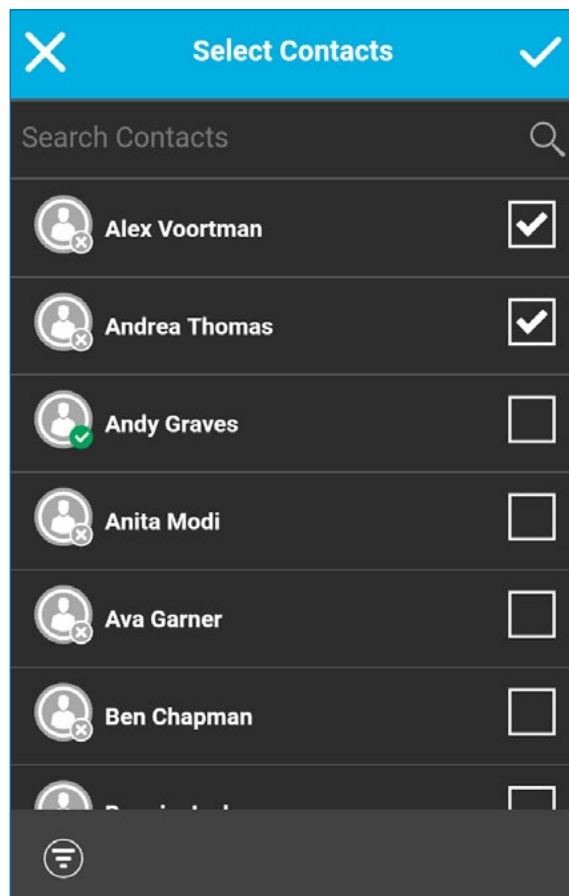 Select Contacts
Search Contacts
Alex Voortman
Andrea Thomas
Andy Graves
Anita Modi
Ava Garner
Ben Chapman